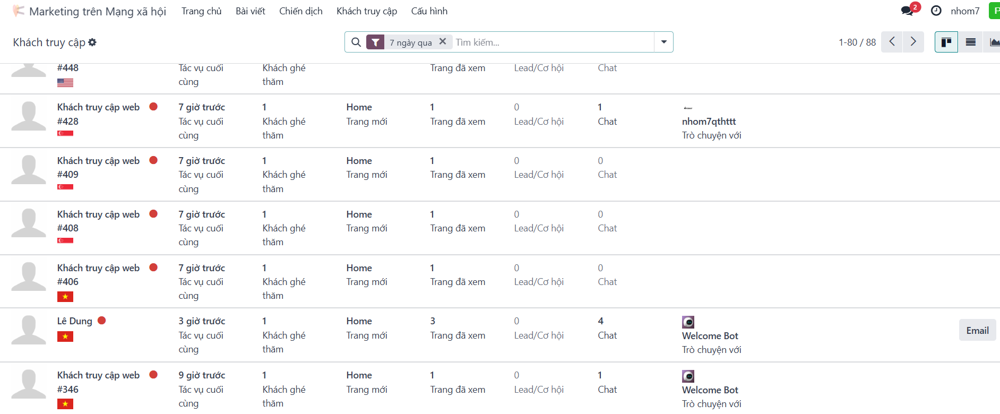 Marketing trên Mạng xã hội Trang chủ Bài viết Chiến dịch Khách truy cập Cấu hình 2 nhom7 P
Khách truy cập 7 ngày qua Tìm kiếm... 1-80 / 88
#448 Tác vụ cuối Khách ghé Trang đã xem Lead/Cơ hội Chat
cùng thăm
Khách truy cập web 7 giờ trước 1 Home 1 0 1
#428 Tác vụ cuối Khách ghé Trang mới Trang đã xem Lead/Cơ hội Chat nhom7qthttt
cùng thăm Trò chuyện với
Khách truy cập web 7 giờ trước 1 Home 1 0 0
#409 Tác vụ cuối Khách ghé Trang mới Trang đã xem Lead/Cơ hội Chat
cùng thăm
Khách truy cập web 7 giờ trước 1 Home 1 0 0
#408 Tác vụ cuối Khách ghé Trang mới Trang đã xem Lead/Cơ hội Chat
cùng thăm
Khách truy cập web 7 giờ trước 1 Home 1 0 0
#406 Tác vụ cuối Khách ghé Trang mới Trang đã xem Lead/Cơ hội Chat
cùng thăm
Lê Dung 3 giờ trước 1 Home 3 0 4
Tác vụ cuối Khách ghé Trang mới Trang đã xem Lead/Cơ hội Chat Welcome Bot Email
cùng thăm Trò chuyện với
Khách truy cập web 9 giờ trước 1 Home 1 0 1
#346 Tác vụ cuối Khách ghé Trang mới Trang đã xem Lead/Cơ hội Chat Welcome Bot
cùng thăm Trò chuyện với